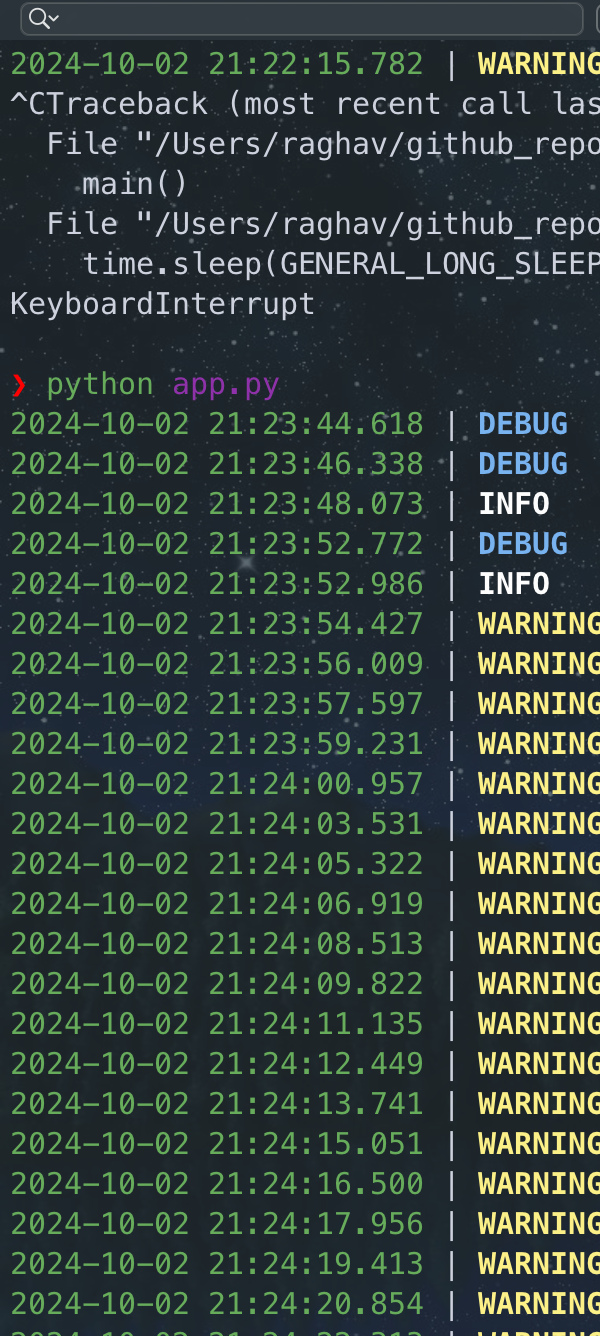 2024-10-02 21:22:15.782 | WARNING
^CTraceback (most recent call las
File "/Users/raghav/github_repo
main()
File "/Users/raghav/github_repo
time.sleep(GENERAL_LONG_SLEEP
KeyboardInterrupt
❯ python app.py
2024-10-02 21:23:44.618 | DEBUG
2024-10-02 21:23:46.338 | DEBUG
2024-10-02 21:23:48.073 | INFO
2024-10-02 21:23:52.772 | DEBUG
2024-10-02 21:23:52.986 | INFO
2024-10-02 21:23:54.427 | WARNING
2024-10-02 21:23:56.009 | WARNING
2024-10-02 21:23:57.597 | WARNING
2024-10-02 21:23:59.231 | WARNING
2024-10-02 21:24:00.957 | WARNING
2024-10-02 21:24:03.531 | WARNING
2024-10-02 21:24:05.322 | WARNING
2024-10-02 21:24:06.919 | WARNING
2024-10-02 21:24:08.513 | WARNING
2024-10-02 21:24:09.822 | WARNING
2024-10-02 21:24:11.135 | WARNING
2024-10-02 21:24:12.449 | WARNING
2024-10-02 21:24:13.741 | WARNING
2024-10-02 21:24:15.051 | WARNING
2024-10-02 21:24:16.500 | WARNING
2024-10-02 21:24:17.956 | WARNING
2024-10-02 21:24:19.413 | WARNING
2024-10-02 21:24:20.854 | WARNING